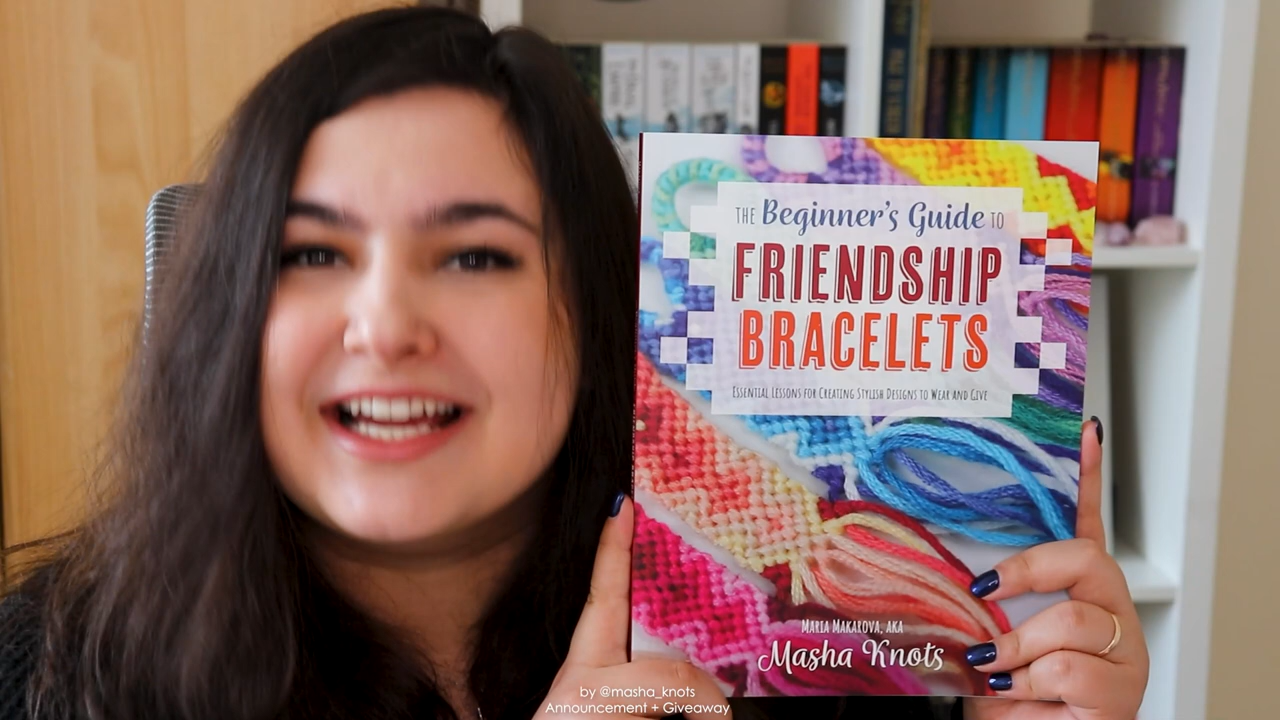 THE Beginner's Guide TO
FRIENDSHIP
BRACELETS
ESSENTIAL LESSONS FOR CREATING STYLISH DESIGNS TO WEAR AND GIVE
MARIA MAKAROVA, AKA
Masha Knots
by @masha_knots
Announcement + Giveaway